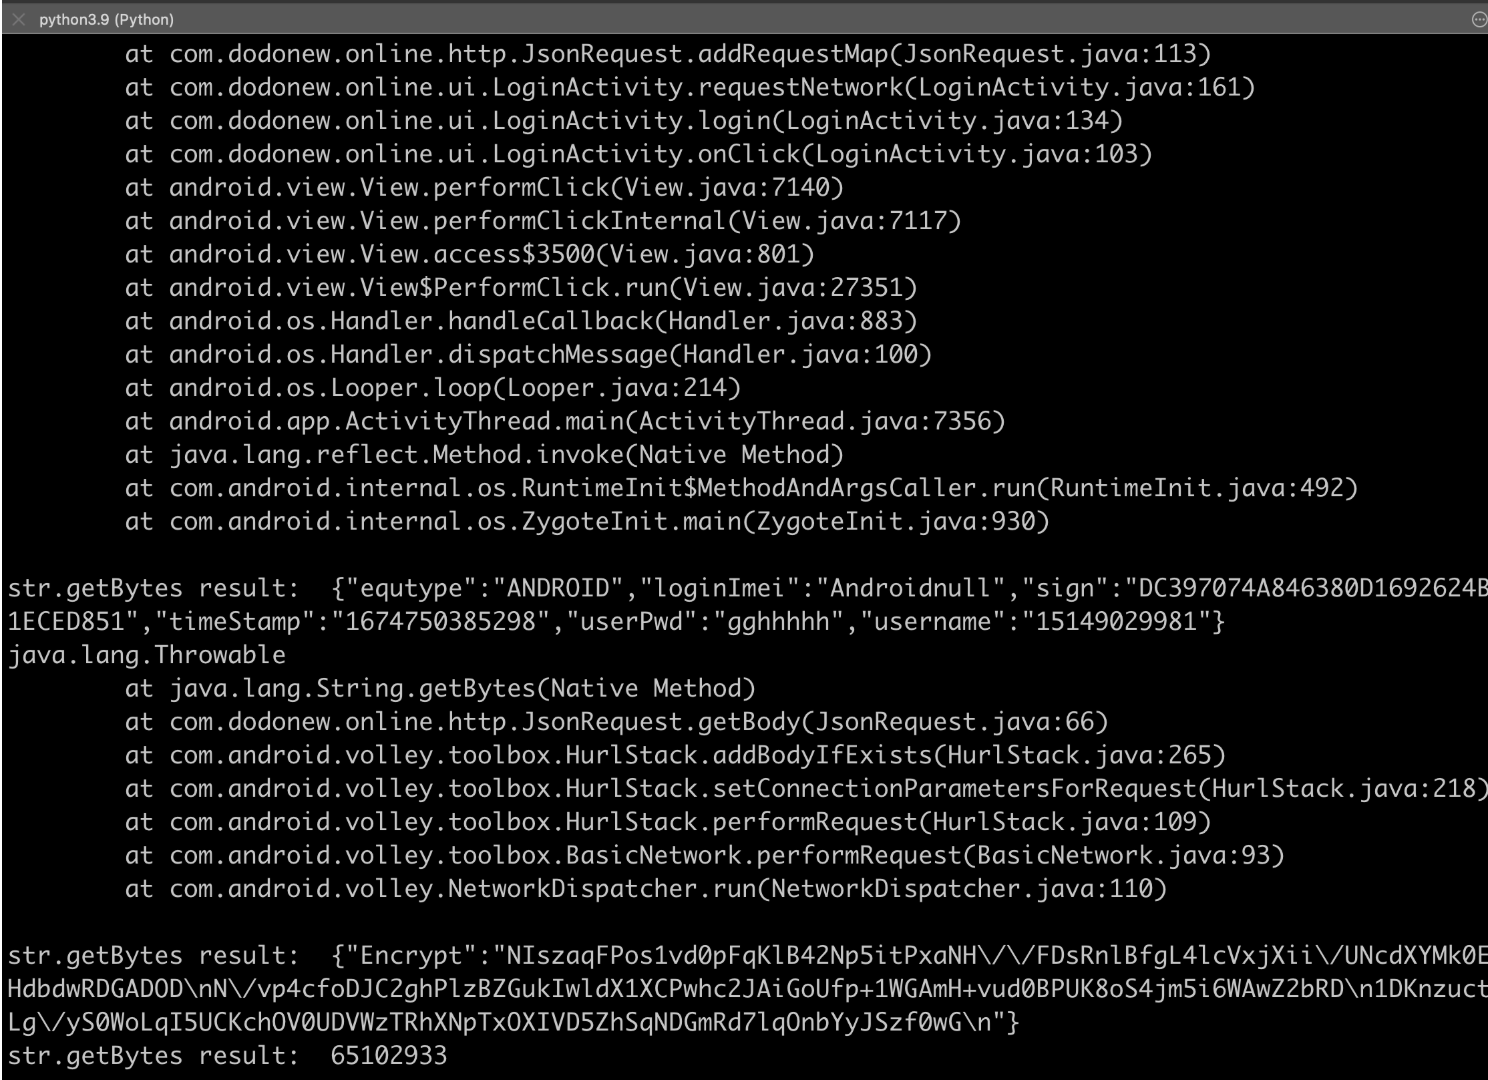 python3.9 (Python)
at com.dodonew.online.http.JsonRequest.addRequestMap(JsonRequest.java:113)
at com.dodonew.online.ui.LoginActivity.requestNetwork(LoginActivity.java:161)
at com.dodonew.online.ui.LoginActivity.login(LoginActivity.java:134)
at com.dodonew.online.ui.LoginActivity.onClick(LoginActivity.java:103)
at android.view.View.performClick(View.java:7140)
at android.view.View.performClickInternal(View.java:7117)
at android.view.View.access$3500(View.java:801)
at android.view.View$PerformClick.run(View.java:27351)
at android.os.Handler.handleCallback(Handler.java:883)
at android.os.Handler.dispatchMessage(Handler.java:100)
at android.os.Looper.loop(Looper.java:214)
at android.app.ActivityThread.main(ActivityThread.java:7356)
at java.lang.reflect.Method.invoke(Native Method)
at com.android.internal.os.RuntimeInit$MethodAndArgsCaller.run(RuntimeInit.java:492)
at com.android.internal.os.ZygoteInit.main(ZygoteInit.java:930)
str.getBytes result:  {"equtype":"ANDROID","loginImei":"Androidnull","sign":"DC397074A846380D1692624B
1ECED851","timeStamp":"1674750385298","userPwd":"gghhhhh","username":"15149029981"}
java.lang.Throwable
at java.lang.String.getBytes(Native Method)
at com.dodonew.online.http.JsonRequest.getBody(JsonRequest.java:66)
at com.android.volley.toolbox.HurlStack.addBodyIfExists(HurlStack.java:265)
at com.android.volley.toolbox.HurlStack.setConnectionParametersForRequest(HurlStack.java:218)
at com.android.volley.toolbox.HurlStack.performRequest(HurlStack.java:109)
at com.android.volley.toolbox.BasicNetwork.performRequest(BasicNetwork.java:93)
at com.android.volley.NetworkDispatcher.run(NetworkDispatcher.java:110)
str.getBytes result:  {"Encrypt":"NIszaqFPos1vd0pFqKlB42Np5itPxaNH\/\/FDsRnlBfgL4lcVxjXii\/UNcdXYMk0E
HdbdwRDGADOD\nN\/vp4cfoDJC2ghPlzBZGukIwldX1XCPwhc2JAiGoUfp+1WGAmH+vud0BPUK8oS4jm5i6WAwZ2bRD\n1DKnzuct
Lg\/yS0WoLqI5UCKchOV0UDVWzTRhXNpTxOXIVD5ZhSqNDGmRd7lqOnbYyJSzf0wG\n"}
str.getBytes result:  65102933